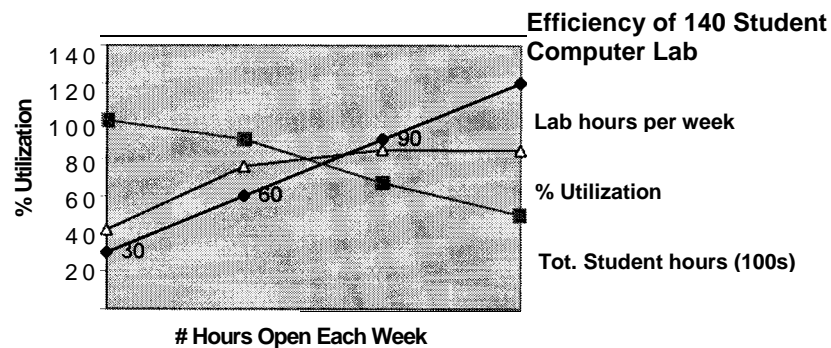 Efficiency of 140 Student
Computer Lab
140
120
100
80
60
40
20
% Utilization
30
60
90
Lab hours per week
% Utilization
Tot. Student hours (100s)
# Hours Open Each Week